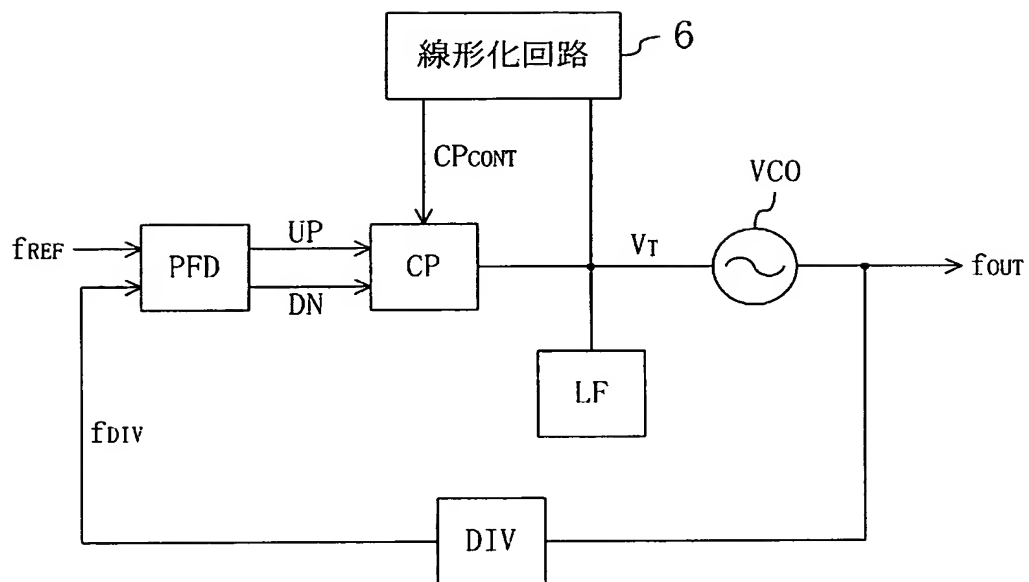 線形化回路
6
CPCONT
VCO
fREF
PFD
UP
DN
CP
VT
fOUT
LF
fDIV
DIV